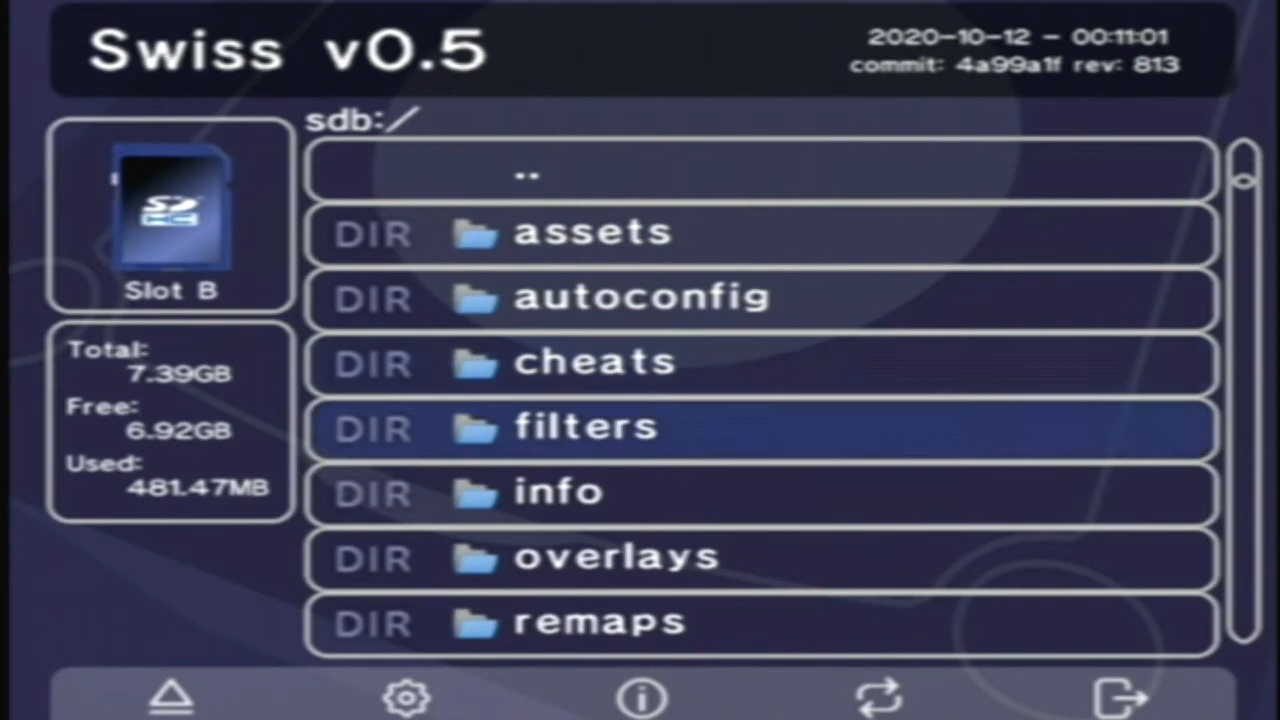 Swiss v0.5
2020-10-12 - 00:11:01
commit: 4a99a1f rev: 813
sdb:/
SD
HC
Slot B
Total:
7.39GB
Free:
6.92GB
Used:
481.47MB
..
DIR assets
DIR autoconfig
DIR cheats
DIR filters
DIR info
DIR overlays
DIR remaps